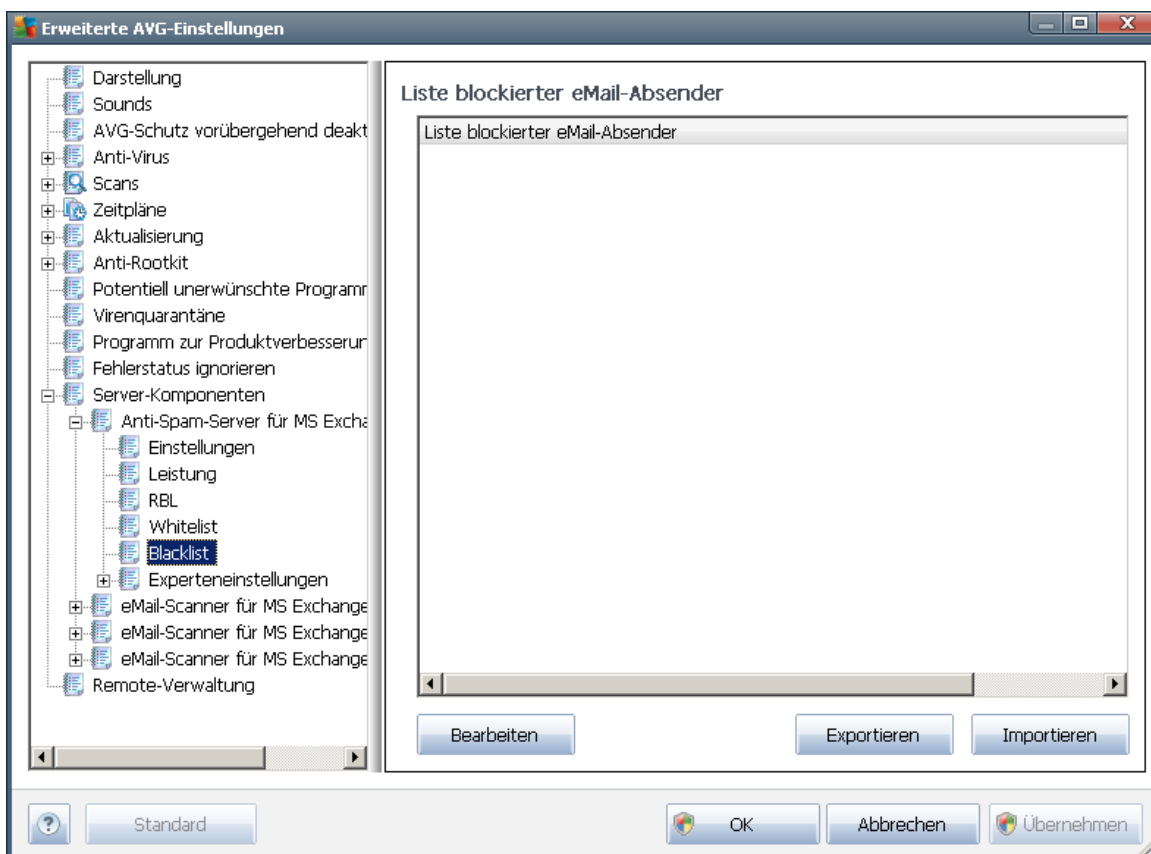 Erweiterte AVG-Einstellungen
Darstellung
Sounds
AVG-Schutz vorübergehend deakt
Anti-Virus
Scans
Zeitpläne
Aktualisierung
Anti-Rootkit
Potentiell unerwünschte Programm
Virenquarantäne
Programm zur Produktverbesserun
Fehlerstatus ignorieren
Server-Komponenten
Anti-Spam-Server für MS Excha
Einstellungen
Leistung
RBL
Whitelist
Blacklist
Experteneinstellungen
eMail-Scanner für MS Exchange
eMail-Scanner für MS Exchange
eMail-Scanner für MS Exchange
Remote-Verwaltung
Liste blockierter eMail-Absender
Liste blockierter eMail-Absender
Bearbeiten
Exportieren
Importieren
?
Standard
OK
Abbrechen
Übernehmen